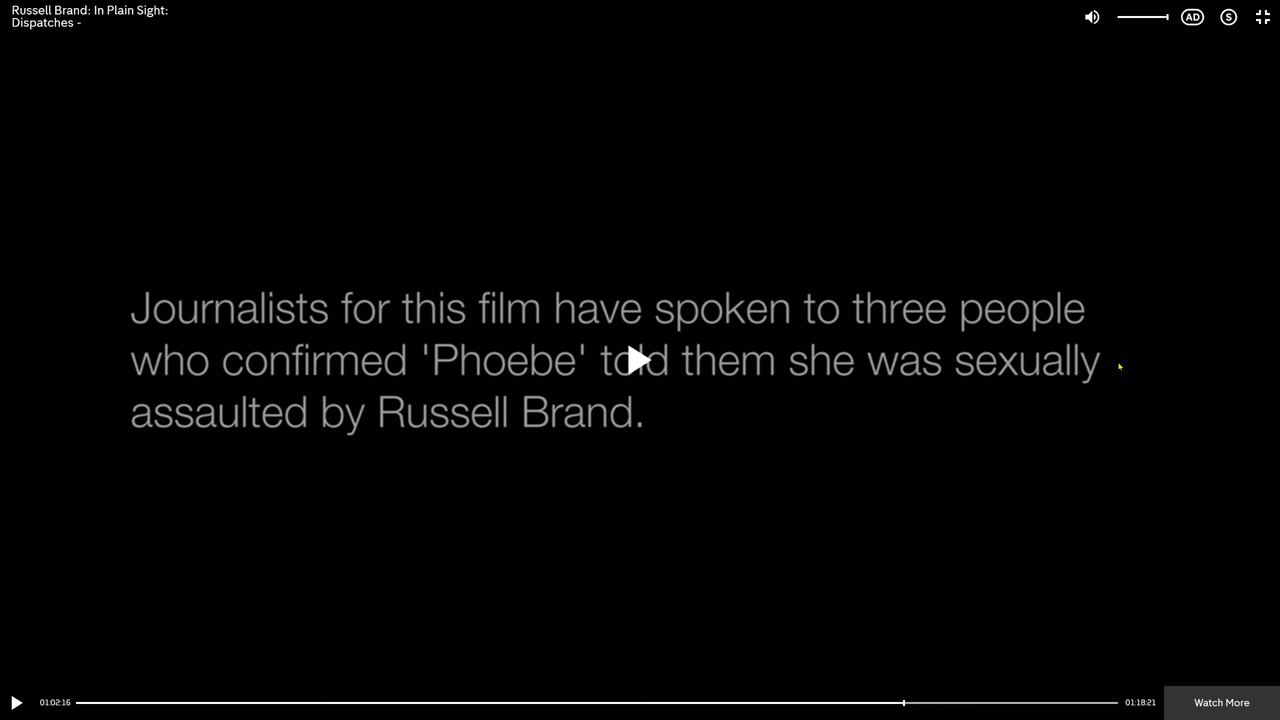 Russell Brand: In Plain Sight:
Dispatches -
AD
S
Journalists for this film have spoken to three people
who confirmed 'Phoebe' told them she was sexually
assaulted by Russell Brand.
01:02:16
01:18:21
Watch More